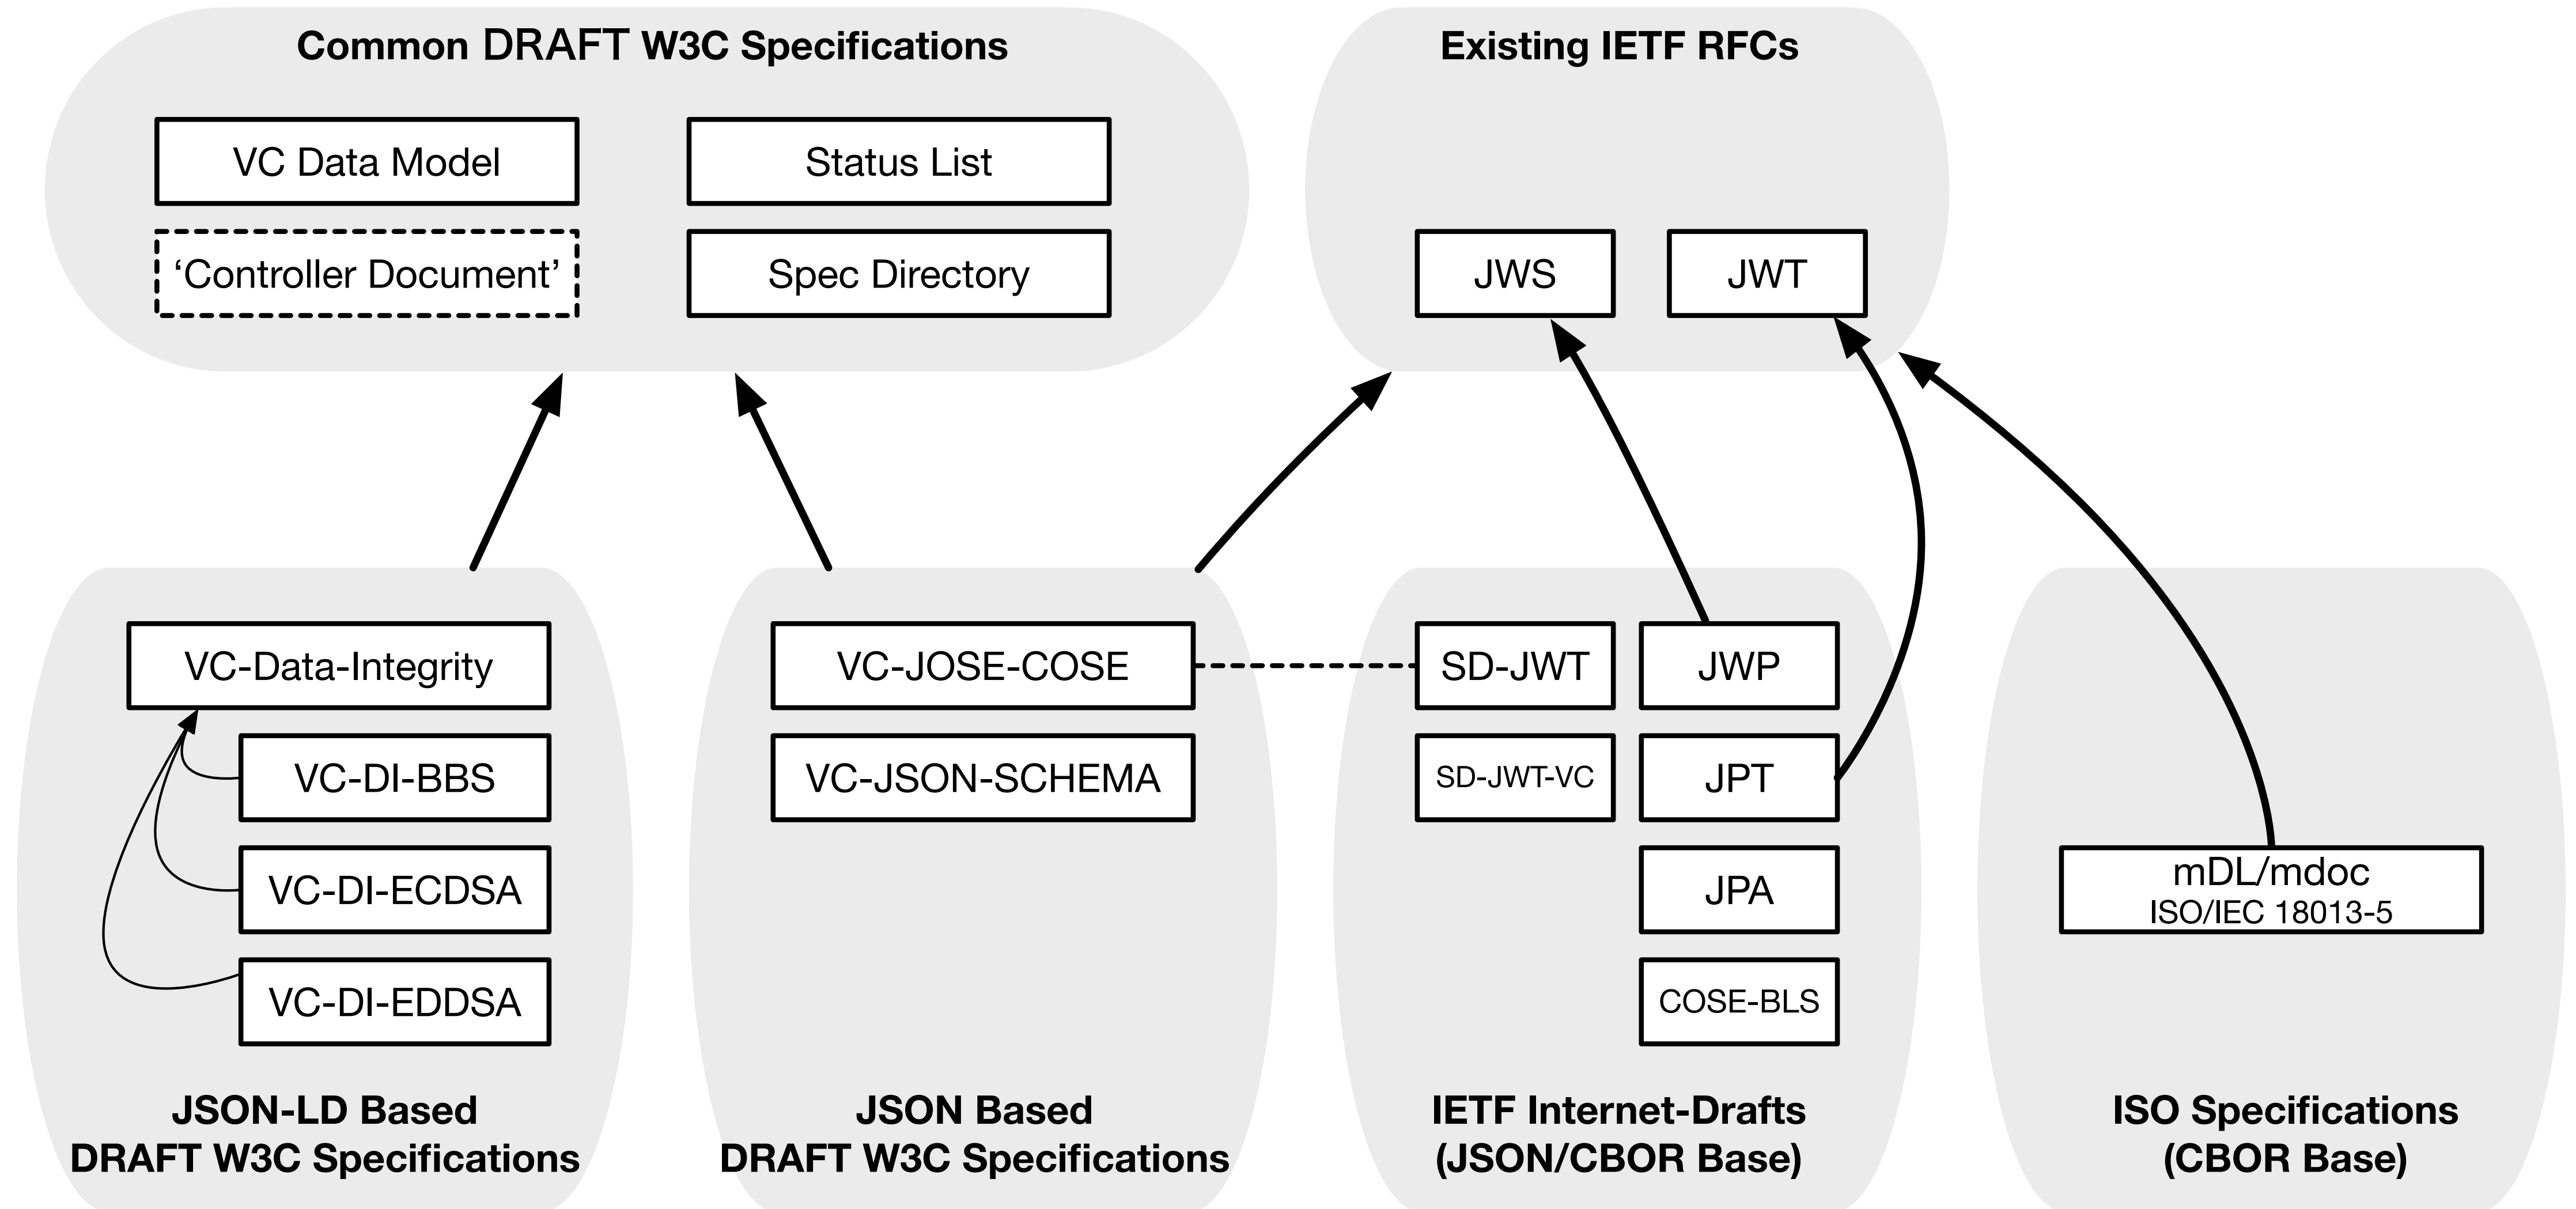 Common DRAFT W3C Specifications
VC Data Model
Status List
‘Controller Document’
Spec Directory
Existing IETF RFCs
JWS
JWT
VC-Data-Integrity
VC-DI-BBS
VC-DI-ECDSA
VC-DI-EDDSA
JSON-LD Based
DRAFT W3C Specifications
VC-JOSE-COSE
VC-JSON-SCHEMA
JSON Based
DRAFT W3C Specifications
SD-JWT
JWP
SD-JWT-VC
JPT
JPA
COSE-BLS
IETF Internet-Drafts
(JSON/CBOR Base)
mDL/mdoc
ISO/IEC 18013-5
ISO Specifications
(CBOR Base)